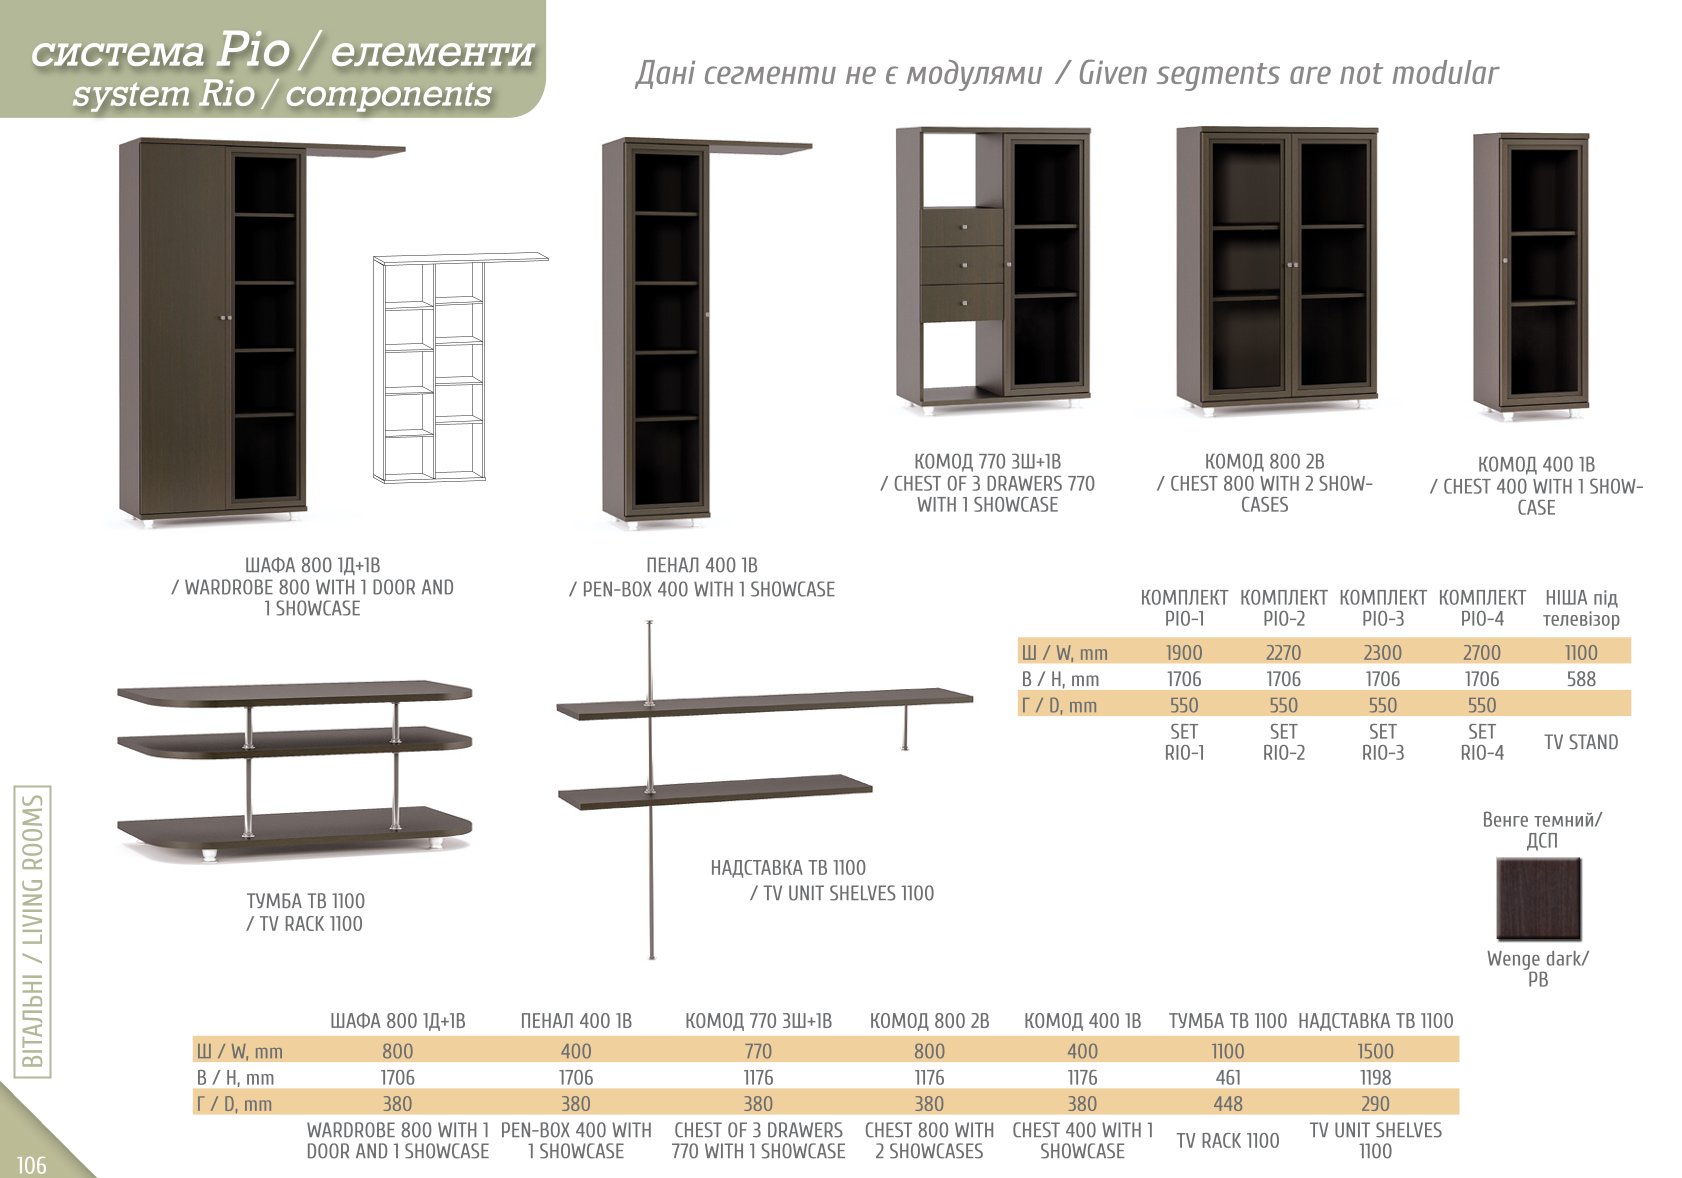 система Ріо / елементи
system Rio / components
Дані сегменти не є модулями / Given segments are not modular
КОМОД 770 3Ш+1В
/ CHEST OF 3 DRAWERS 770
WITH 1 SHOWCASE
КОМОД 800 2В
/ CHEST 800 WITH 2 SHOW-
CASES
КОМОД 400 1В
/ CHEST 400 WITH 1 SHOW-
CASE
ШАФА 800 1Д+1В
/ WARDROBE 800 WITH 1 DOOR AND
1 SHOWCASE
ПЕНАЛ 400 1В
/ PEN-BOX 400 WITH 1 SHOWCASE
КОМПЛЕКТ КОМПЛЕКТ КОМПЛЕКТ КОМПЛЕКТ НІША під
РІО-1 РІО-2 РІО-3 РІО-4 телевізор
Ш / W, mm 1900 2270 2300 2700 1100
В / H, mm 1706 1706 1706 1706 588
Г / D, mm 550 550 550 550
SET SET SET SET TV STAND
RIO-1 RIO-2 RIO-3 RIO-4
ТУМБА ТВ 1100
/ TV RACK 1100
НАДСТАВКА ТВ 1100
/ TV UNIT SHELVES 1100
Венге темний/
ДСП
Wenge dark/
PB
ВІТАЛЬНІ / LIVING ROOMS
ШАФА 800 1Д+1В ПЕНАЛ 400 1В КОМОД 770 3Ш+1В КОМОД 800 2В КОМОД 400 1В ТУМБА ТВ 1100 НАДСТАВКА ТВ 1100
Ш / W, mm 800 400 770 800 400 1100 1500
В / H, mm 1706 1706 1176 1176 1176 461 1198
Г / D, mm 380 380 380 380 380 448 290
WARDROBE 800 WITH 1 PEN-BOX 400 WITH CHEST OF 3 DRAWERS CHEST 800 WITH CHEST 400 WITH 1 TV RACK 1100 TV UNIT SHELVES
DOOR AND 1 SHOWCASE 1 SHOWCASE 770 WITH 1 SHOWCASE 2 SHOWCASES SHOWCASE 1100
106